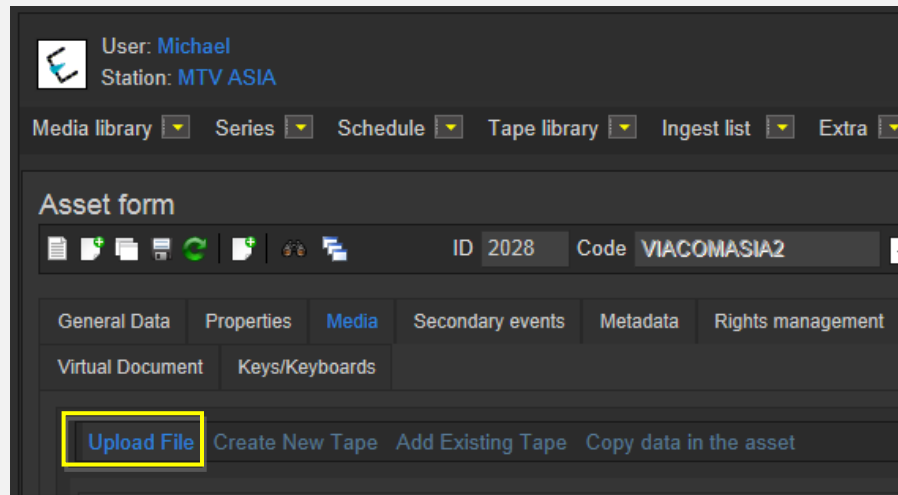 User: Michael
Station: MTV ASIA
Media library Series Schedule Tape library Ingest list Extra
Asset form
ID 2028 Code VIACOMASIA2
General Data Properties Media Secondary events Metadata Rights management
Virtual Document Keys/Keyboards
Upload File Create New Tape Add Existing Tape Copy data in the asset